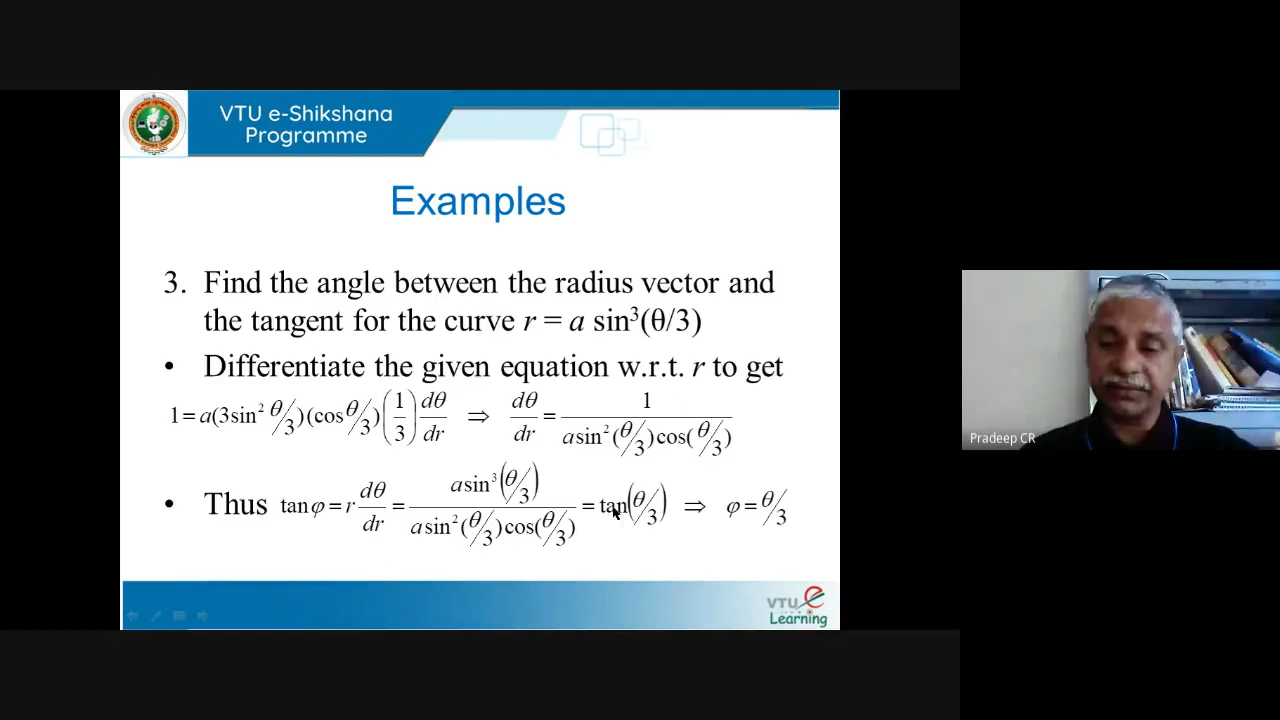 VTU e-Shikshana
Programme
Examples
3. Find the angle between the radius vector and
the tangent for the curve r = a sin³(θ/3)
• Differentiate the given equation w.r.t. r to get
1 = a(3sin² θ/3)(cos θ/3)(1/3) dθ/dr ⇒ dθ/dr = 1/(a sin²(θ/3)cos(θ/3))
• Thus tan φ = r dθ/dr = a sin³(θ/3)/(a sin²(θ/3)cos(θ/3)) = tan(θ/3) ⇒ φ = θ/3
Pradeep CR
VTU e
Learning